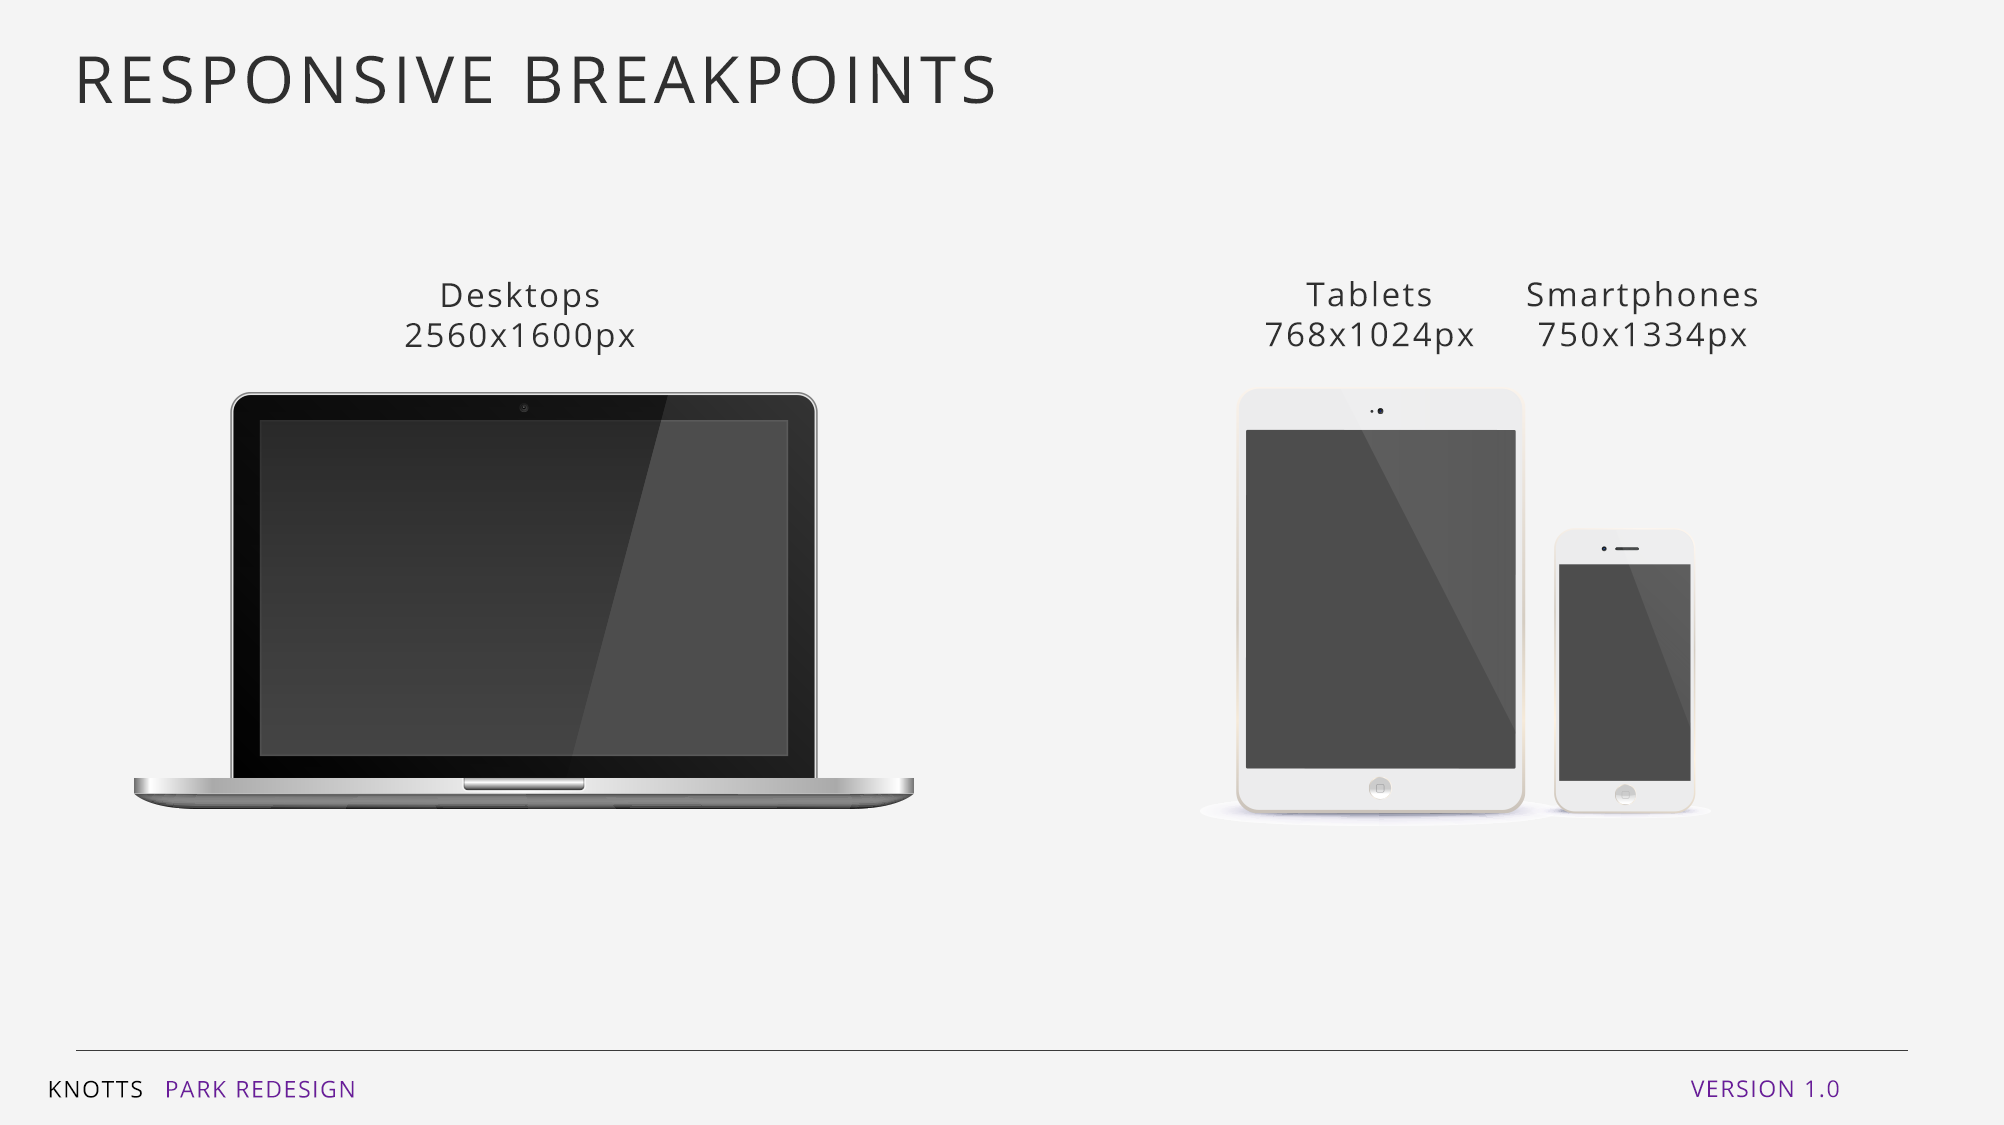 RESPONSIVE BREAKPOINTS
Desktops
2560x1600px
Tablets
768x1024px
Smartphones
750x1334px
KNOTTS PARK REDESIGN
VERSION 1.0